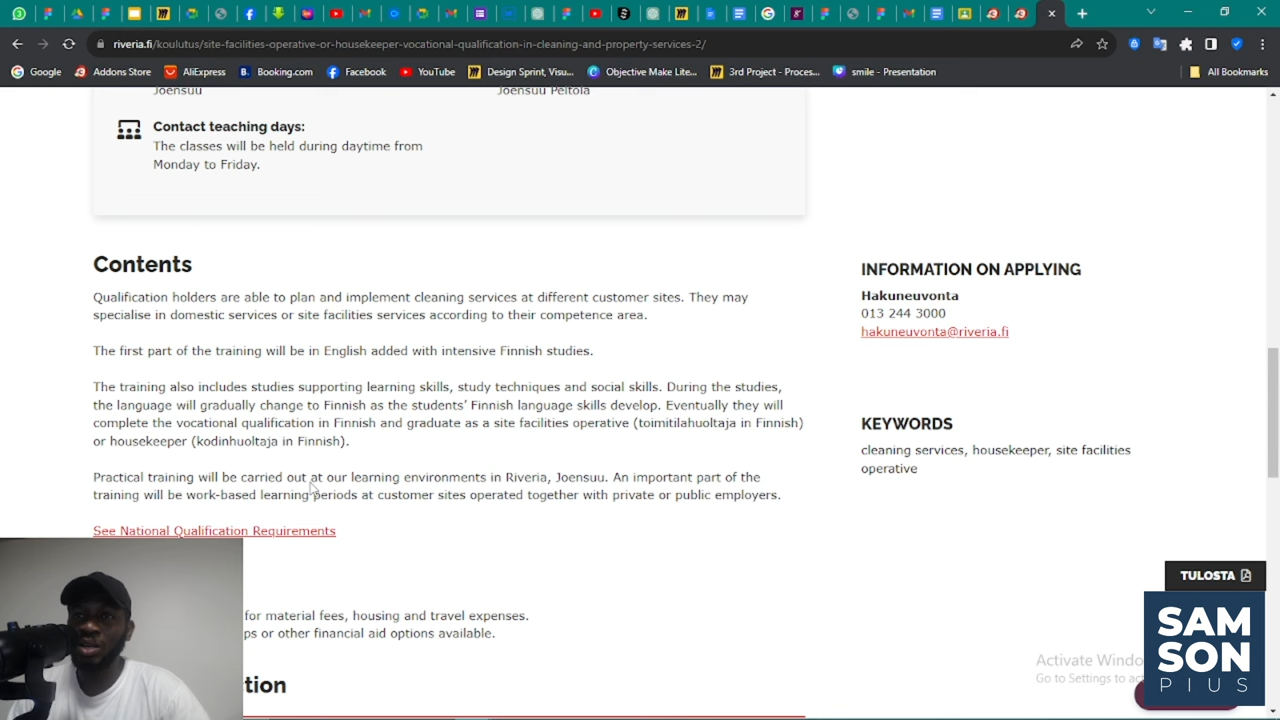 riveria.fi/koulutus/site-facilities-operative-or-housekeeper-vocational-qualification-in-cleaning-and-property-services-2/
Google Addons Store AliExpress Booking.com Facebook YouTube Design Sprint, Visu... Objective Make Lite... 3rd Project - Proces... smile - Presentation All Bookmarks
Joensuu Joensuu Peltola
Contact teaching days:
The classes will be held during daytime from
Monday to Friday.
Contents
Qualification holders are able to plan and implement cleaning services at different customer sites. They may
specialise in domestic services or site facilities services according to their competence area.
The first part of the training will be in English added with intensive Finnish studies.
The training also includes studies supporting learning skills, study techniques and social skills. During the studies,
the language will gradually change to Finnish as the students' Finnish language skills develop. Eventually they will
complete the vocational qualification in Finnish and graduate as a site facilities operative (toimitilahuoltaja in Finnish)
or housekeeper (kodinhuoltaja in Finnish).
Practical training will be carried out at our learning environments in Riveria, Joensuu. An important part of the
training will be work-based learning periods at customer sites operated together with private or public employers.
See National Qualification Requirements
for material fees, housing and travel expenses.
ps or other financial aid options available.
tion
INFORMATION ON APPLYING
Hakuneuvonta
013 244 3000
hakuneuvonta@riveria.fi
KEYWORDS
cleaning services, housekeeper, site facilities
operative
TULOSTA
Activate Windo
Go to Settings to ac
SAM
SON
PIUS